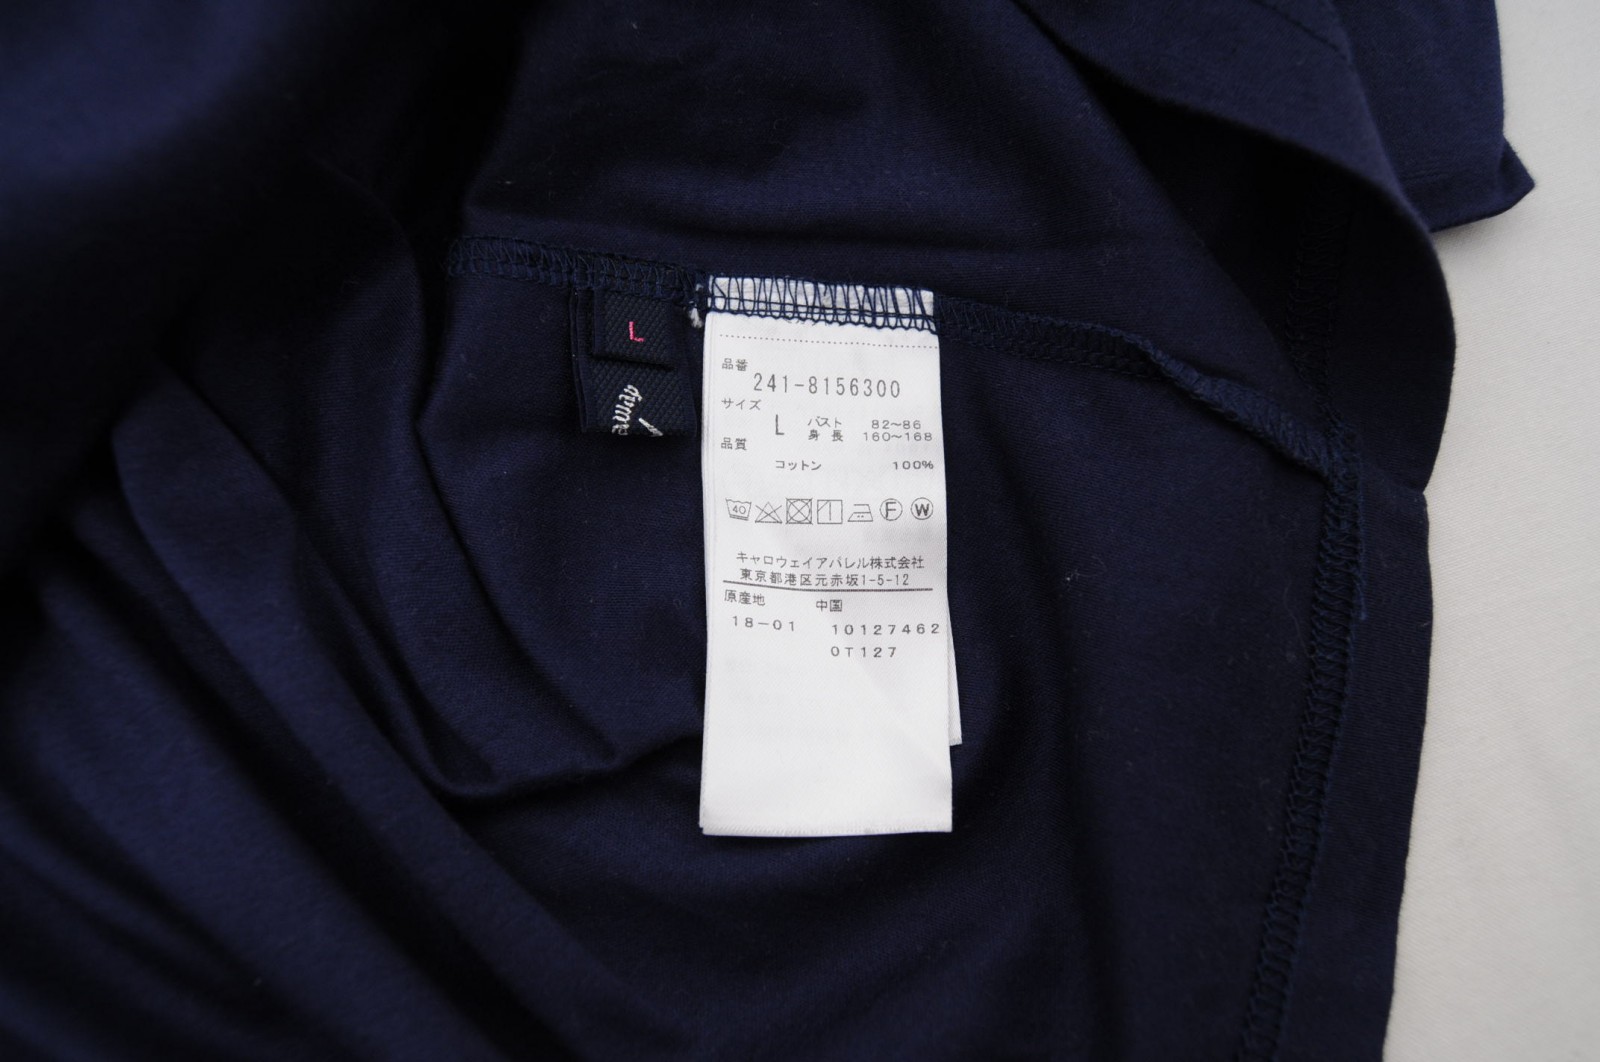 L
品番
241-8156300
サイズ
L バスト 82~86
身長 160~168
品質
コットン 100%
40 F W
キャロウェイアパレル株式会社
東京都港区元赤坂1-5-12
原産地 中国
18-01 10127462
0T127